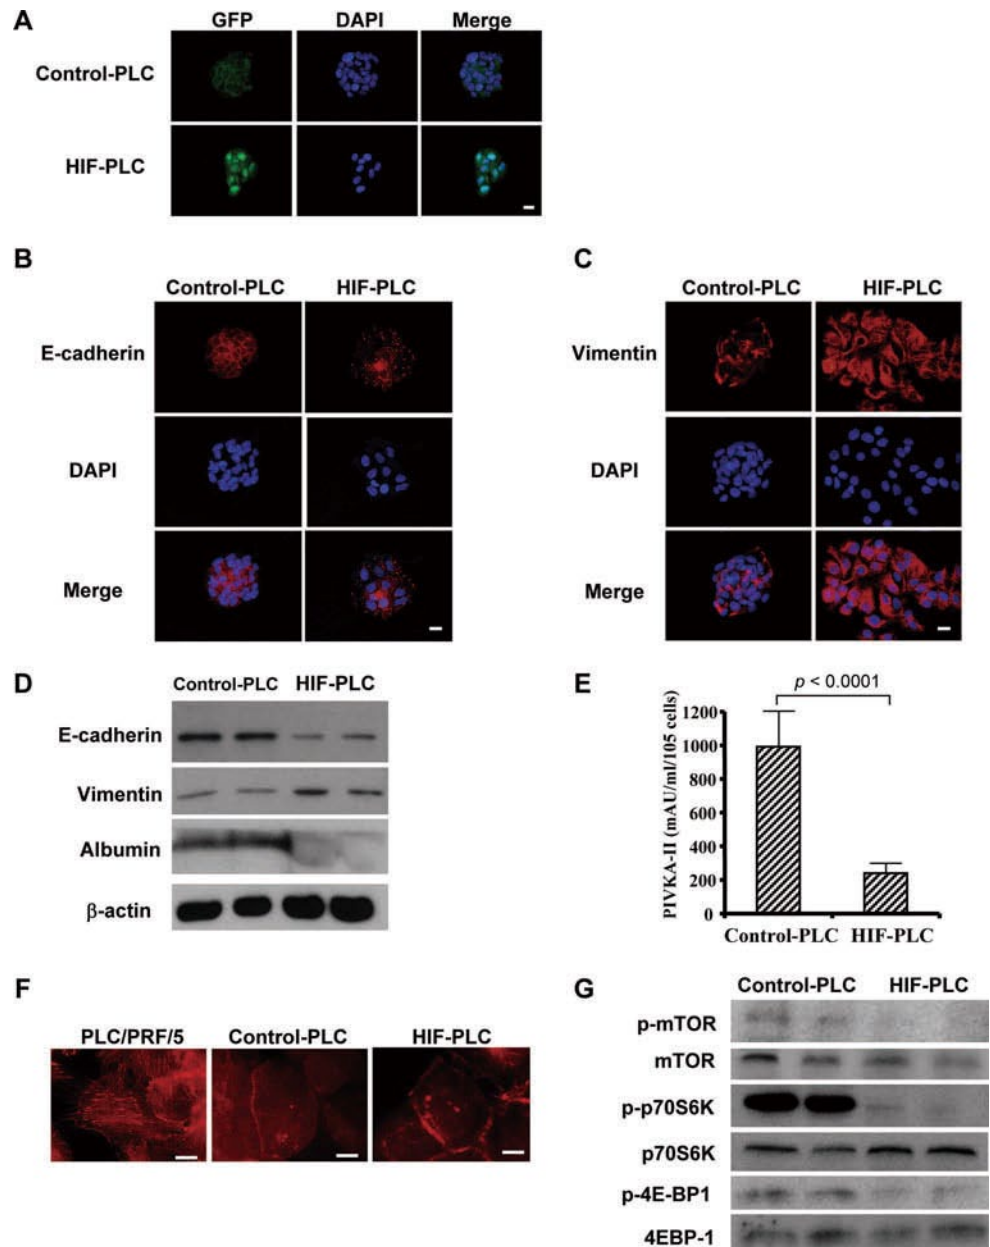 A
GFP DAPI Merge
Control-PLC
HIF-PLC
B
Control-PLC HIF-PLC
E-cadherin
DAPI
Merge
C
Control-PLC HIF-PLC
Vimentin
DAPI
Merge
D
Control-PLC HIF-PLC
E-cadherin
Vimentin
Albumin
β-actin
E
p < 0.0001
PIVKA-II (mAU/ml/105 cells)
1200
1000
800
600
400
200
0
Control-PLC HIF-PLC
F
PLC/PRF/5 Control-PLC HIF-PLC
G
Control-PLC HIF-PLC
p-mTOR
mTOR
p-p70S6K
p70S6K
p-4E-BP1
4EBP-1